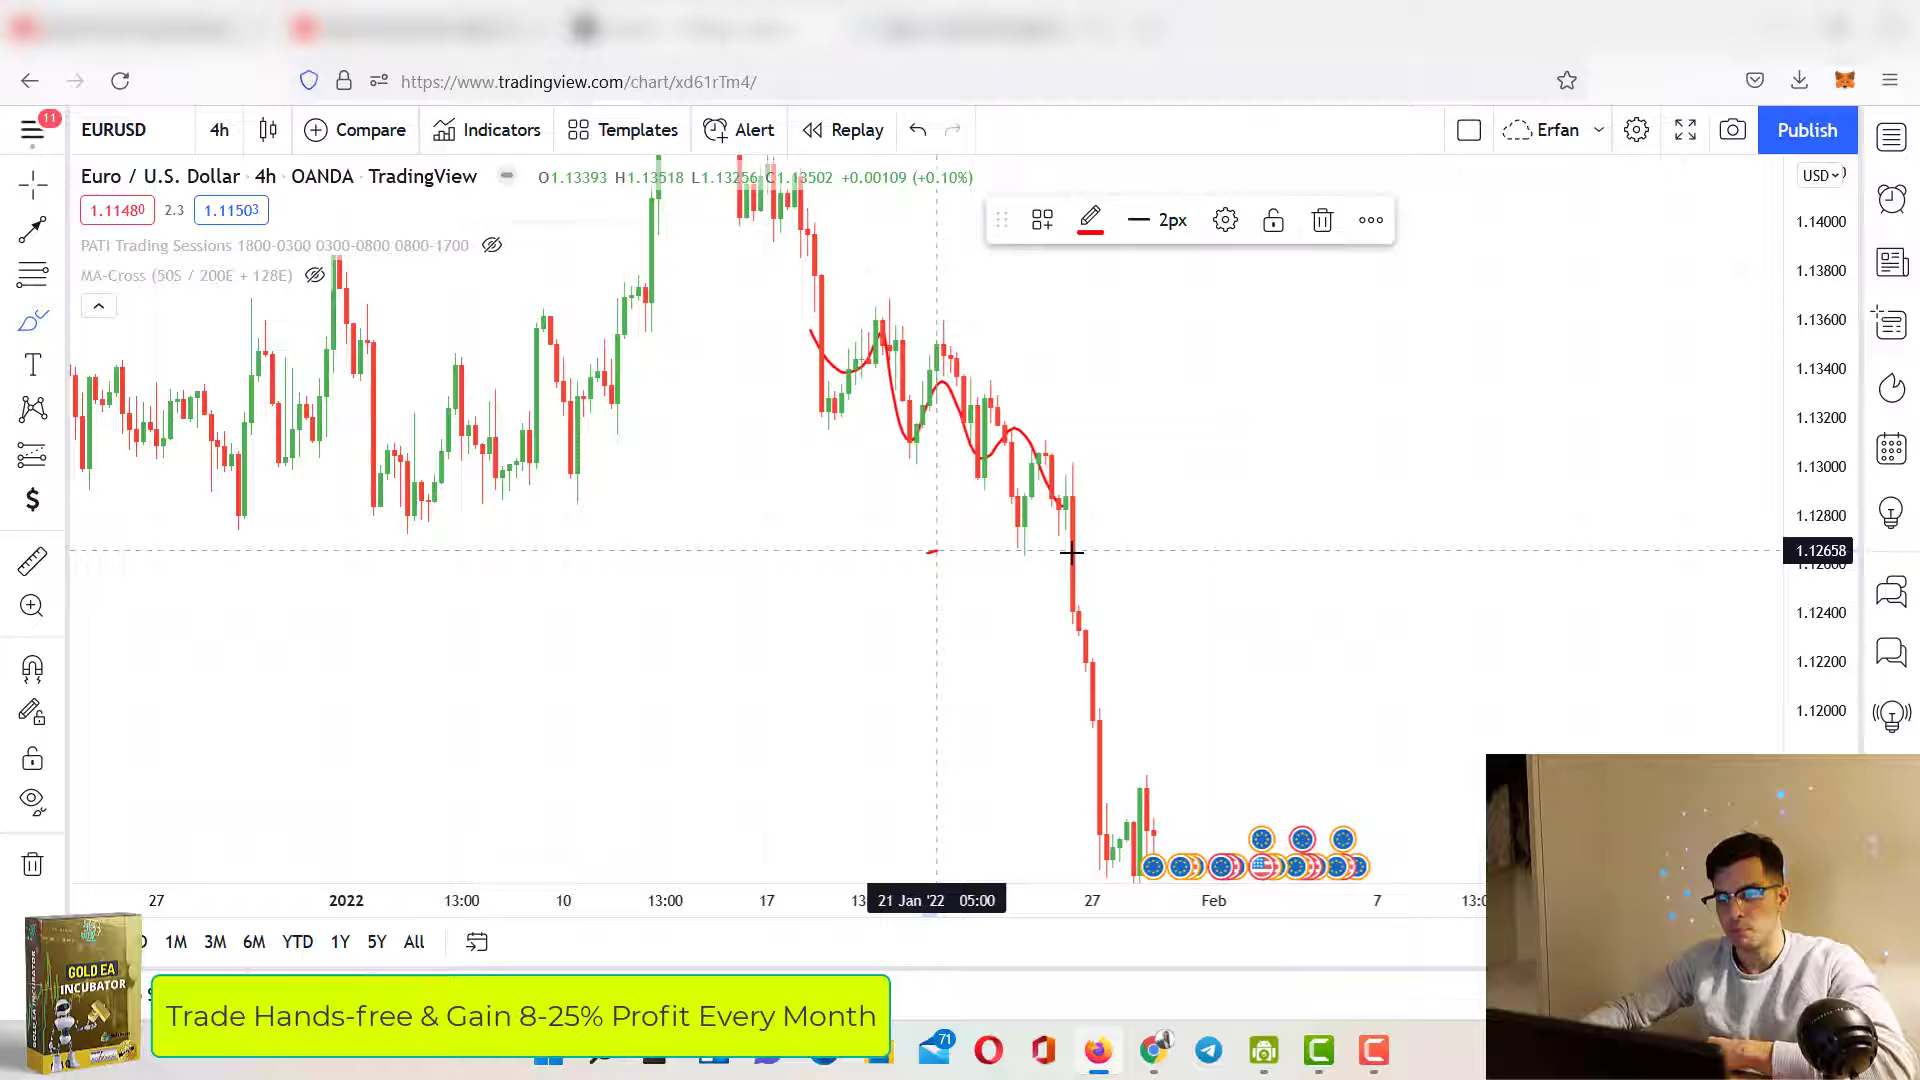 https://www.tradingview.com/chart/xd61rTm4/
11
EURUSD
4h
Compare
Indicators
Templates
Alert
Replay
Erfan
Publish
Euro / U.S. Dollar · 4h · OANDA · TradingView
O1.13393 H1.13518 L1.13256 C1.13502 +0.00109 (+0.10%)
USD
1.11480
2.3
1.11503
2px
PATI Trading Sessions 1800-0300 0300-0800 0800-1700
MA-Cross (50S / 200E + 128E)
1.14000
1.13800
1.13600
1.13400
1.13200
1.13000
1.12800
1.12658
1.12400
1.12200
1.12000
27
2022
13:00
10
13:00
17
21 Jan '22 05:00
27
Feb
7
1M
3M
6M
YTD
1Y
5Y
All
GOLD EA
INCUBATOR
GOLD EA INCUBATOR
Trade Hands-free & Gain 8-25% Profit Every Month
71